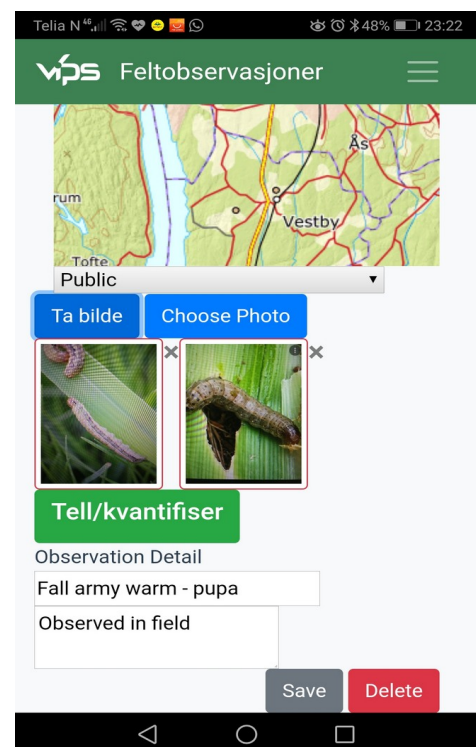 Telia N 4G 48% 23:22
VIPS Feltobservasjoner
Ås
rum
Vestby
Tofte
Public
Ta bilde Choose Photo
Tell/kvantifiser
Observation Detail
Fall army warm - pupa
Observed in field
Save Delete